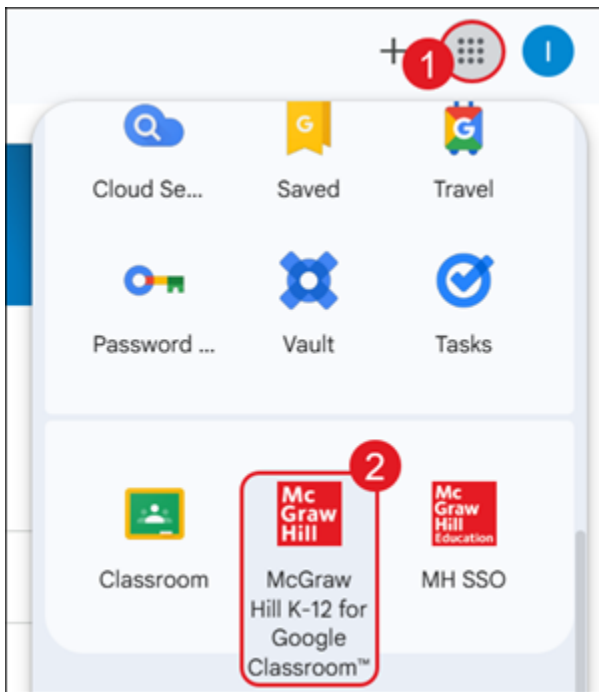 +
1
I
G
G
Cloud Se...
Saved
Travel
Password ...
Vault
Tasks
2
Mc
Graw
Hill
Mc
Graw
Hill
Education
Classroom
McGraw
Hill K-12 for
Google
Classroom™
MH SSO